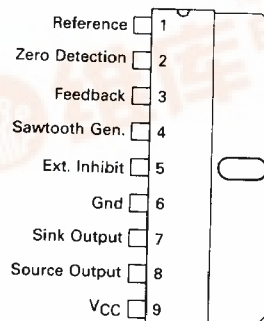 Reference 1
Zero Detection 2
Feedback 3
Sawtooth Gen. 4
Ext. Inhibit 5
Gnd 6
Sink Output 7
Source Output 8
VCC 9